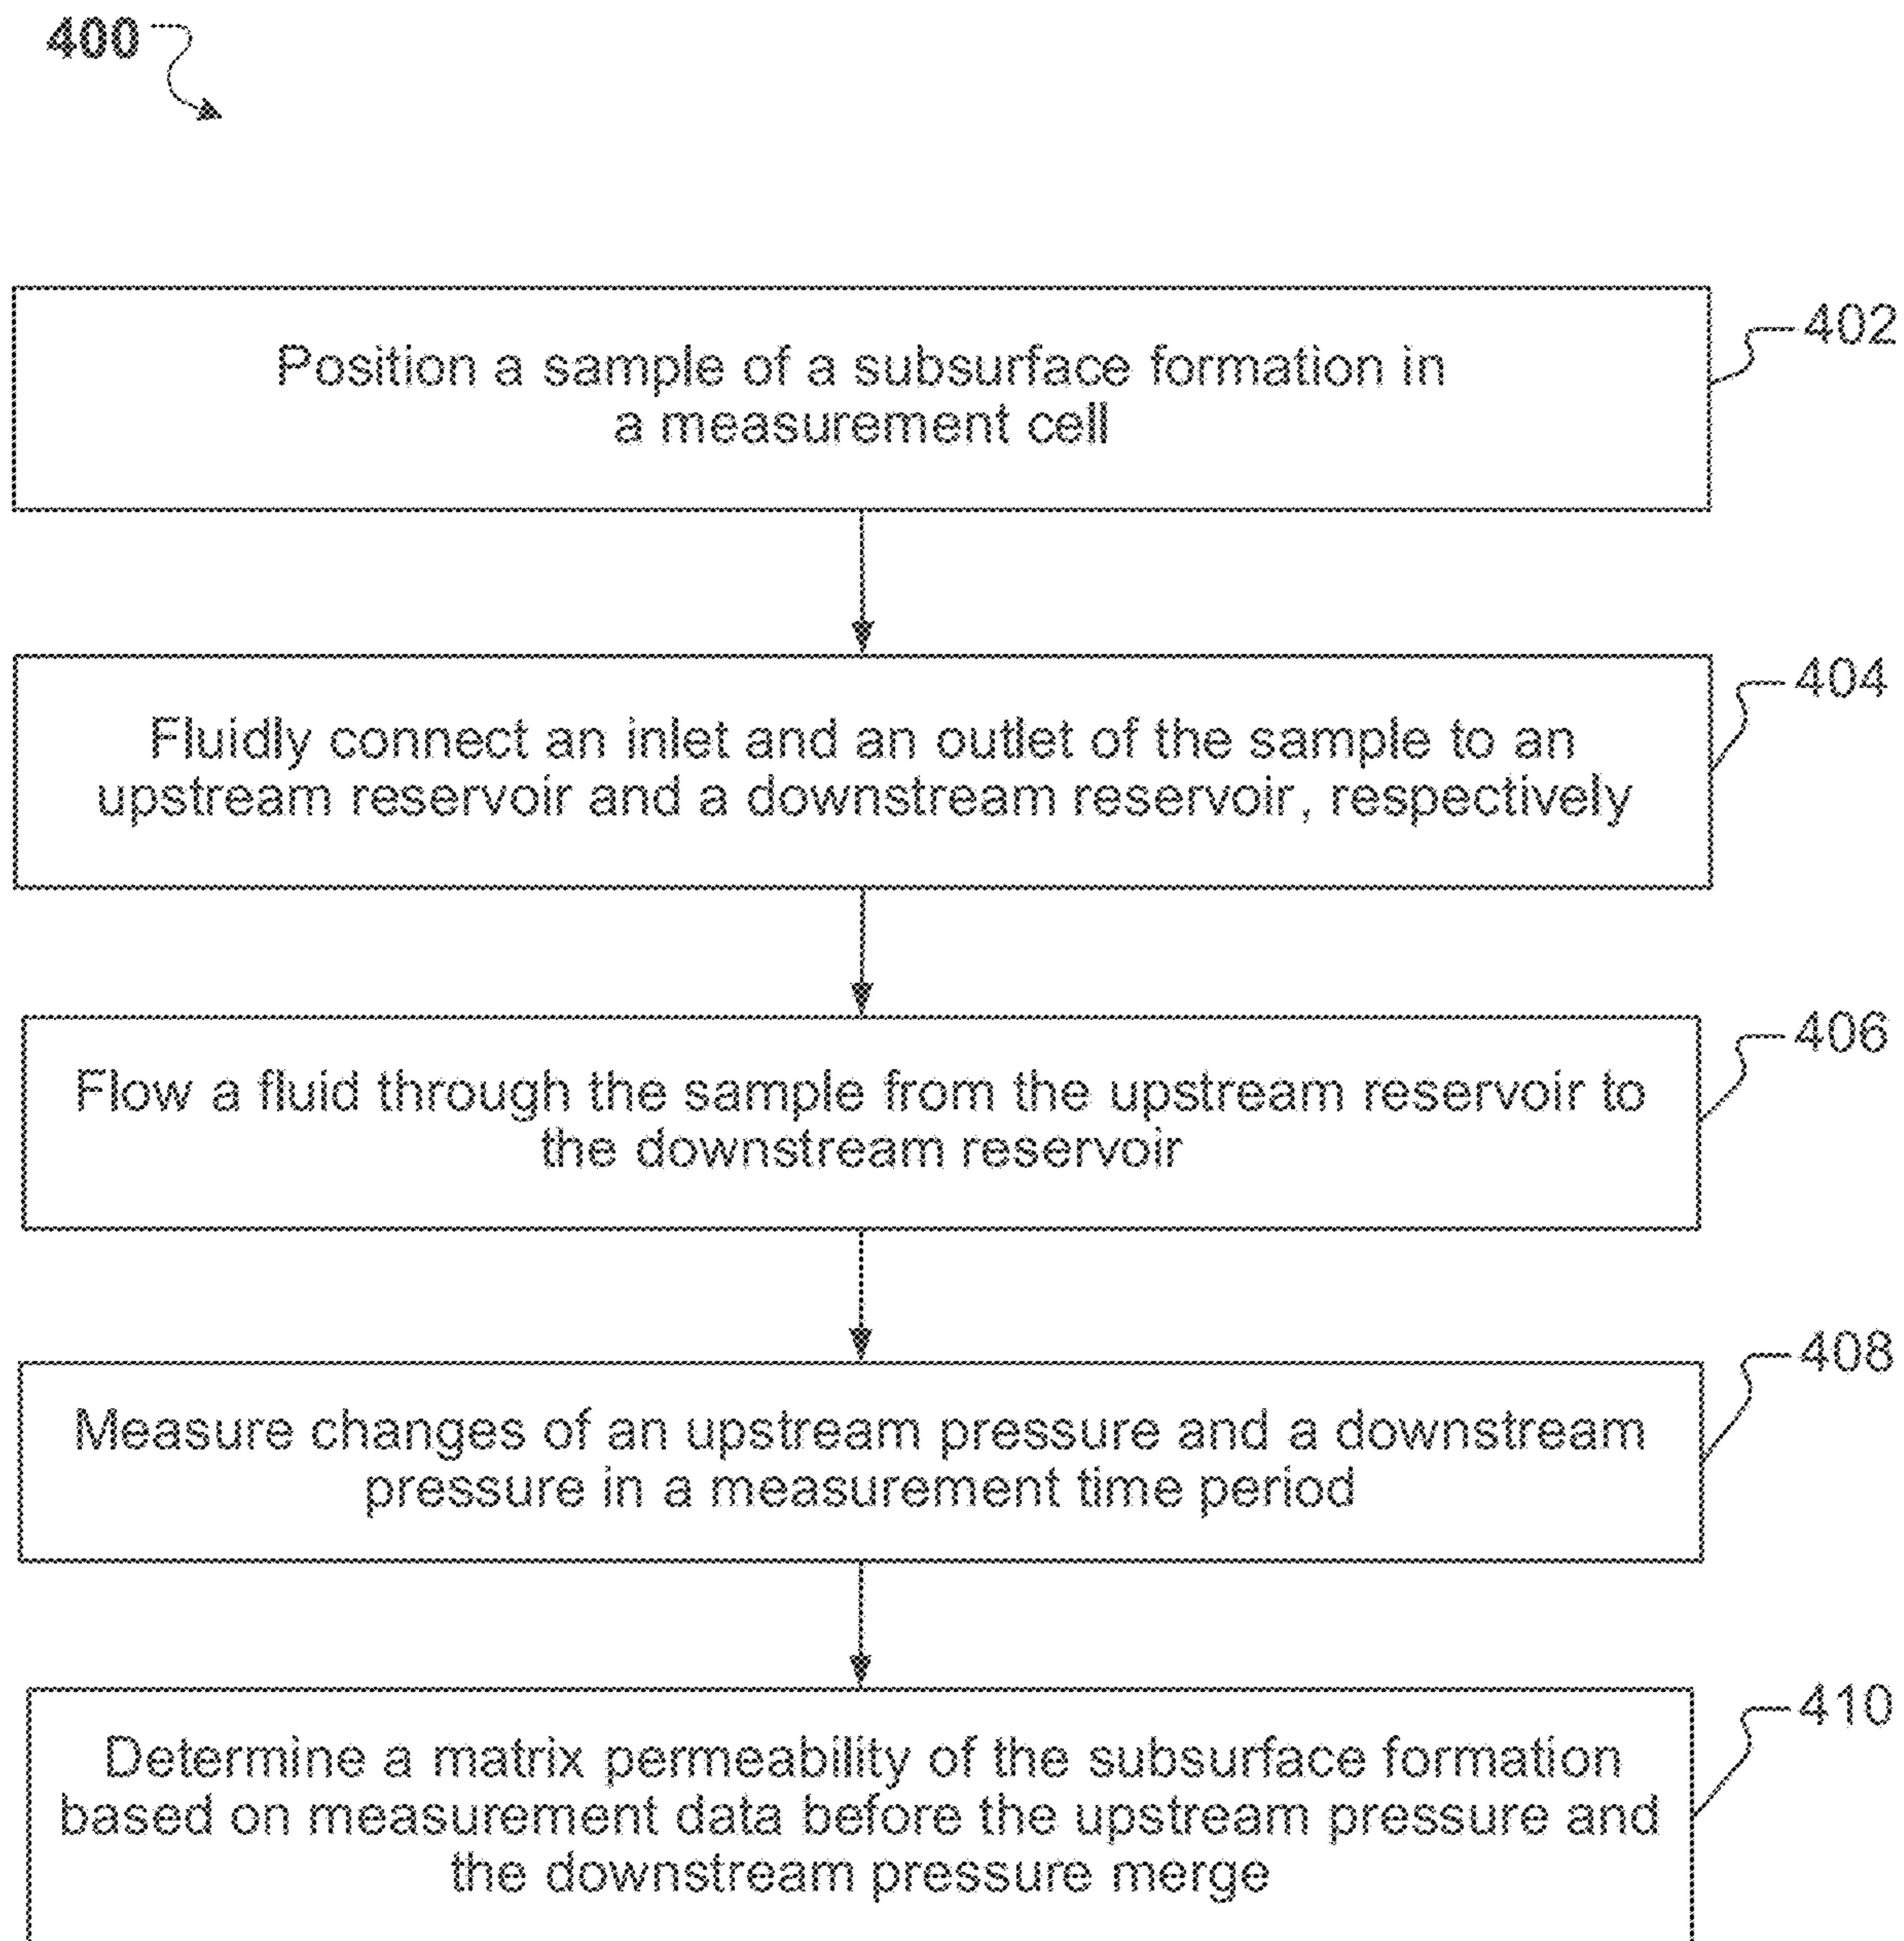 400
Position a sample of a subsurface formation in
a measurement cell
402
Fluidly connect an inlet and an outlet of the sample to an
upstream reservoir and a downstream reservoir, respectively
404
Flow a fluid through the sample from the upstream reservoir to
the downstream reservoir
406
Measure changes of an upstream pressure and a downstream
pressure in a measurement time period
408
Determine a matrix permeability of the subsurface formation
based on measurement data before the upstream pressure and
the downstream pressure merge
410